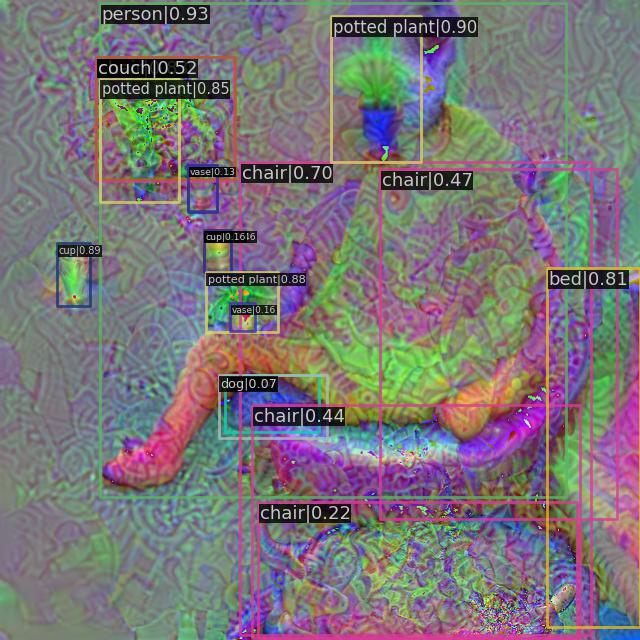 person|0.93
potted plant|0.90
couch|0.52
potted plant|0.85
vase|0.13
chair|0.70
chair|0.47
cup|0.16
cup|0.89
potted plant|0.88
bed|0.81
vase|0.16
dog|0.07
chair|0.44
chair|0.22